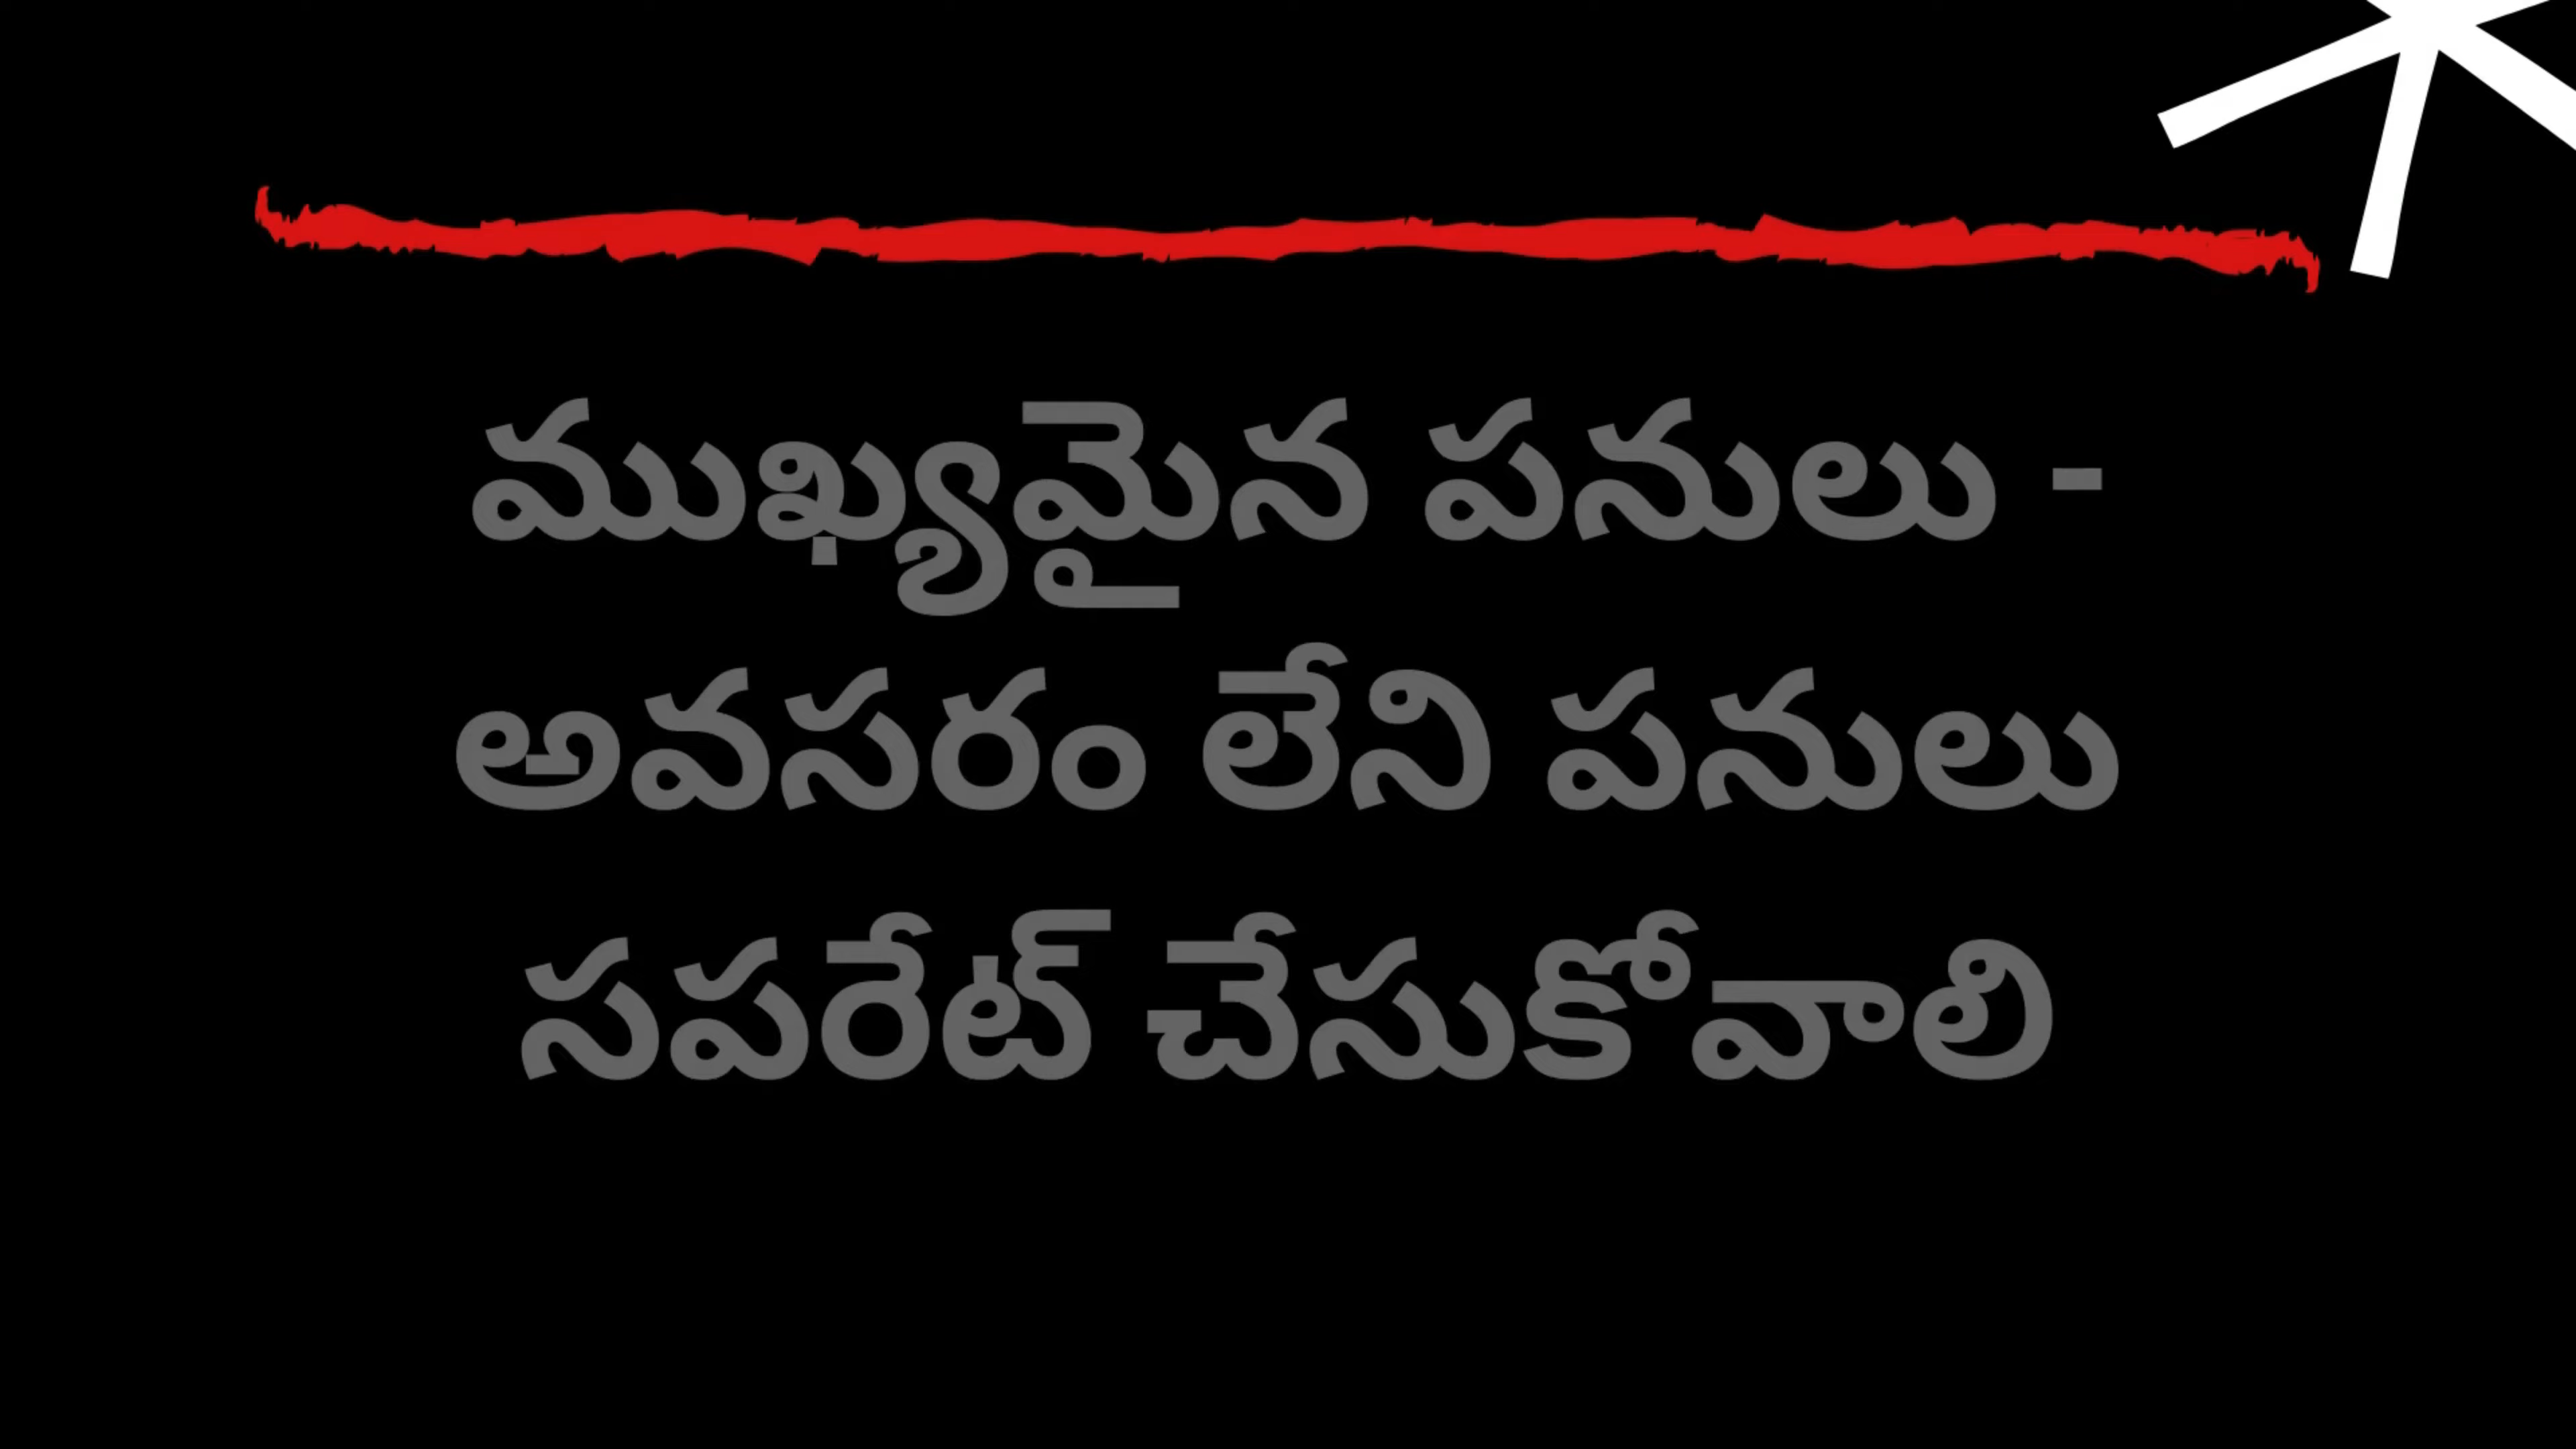 ముఖ్యమైన పనులు -
అవసరం లేని పనులు
సపరేట్ చేసుకోవాలి